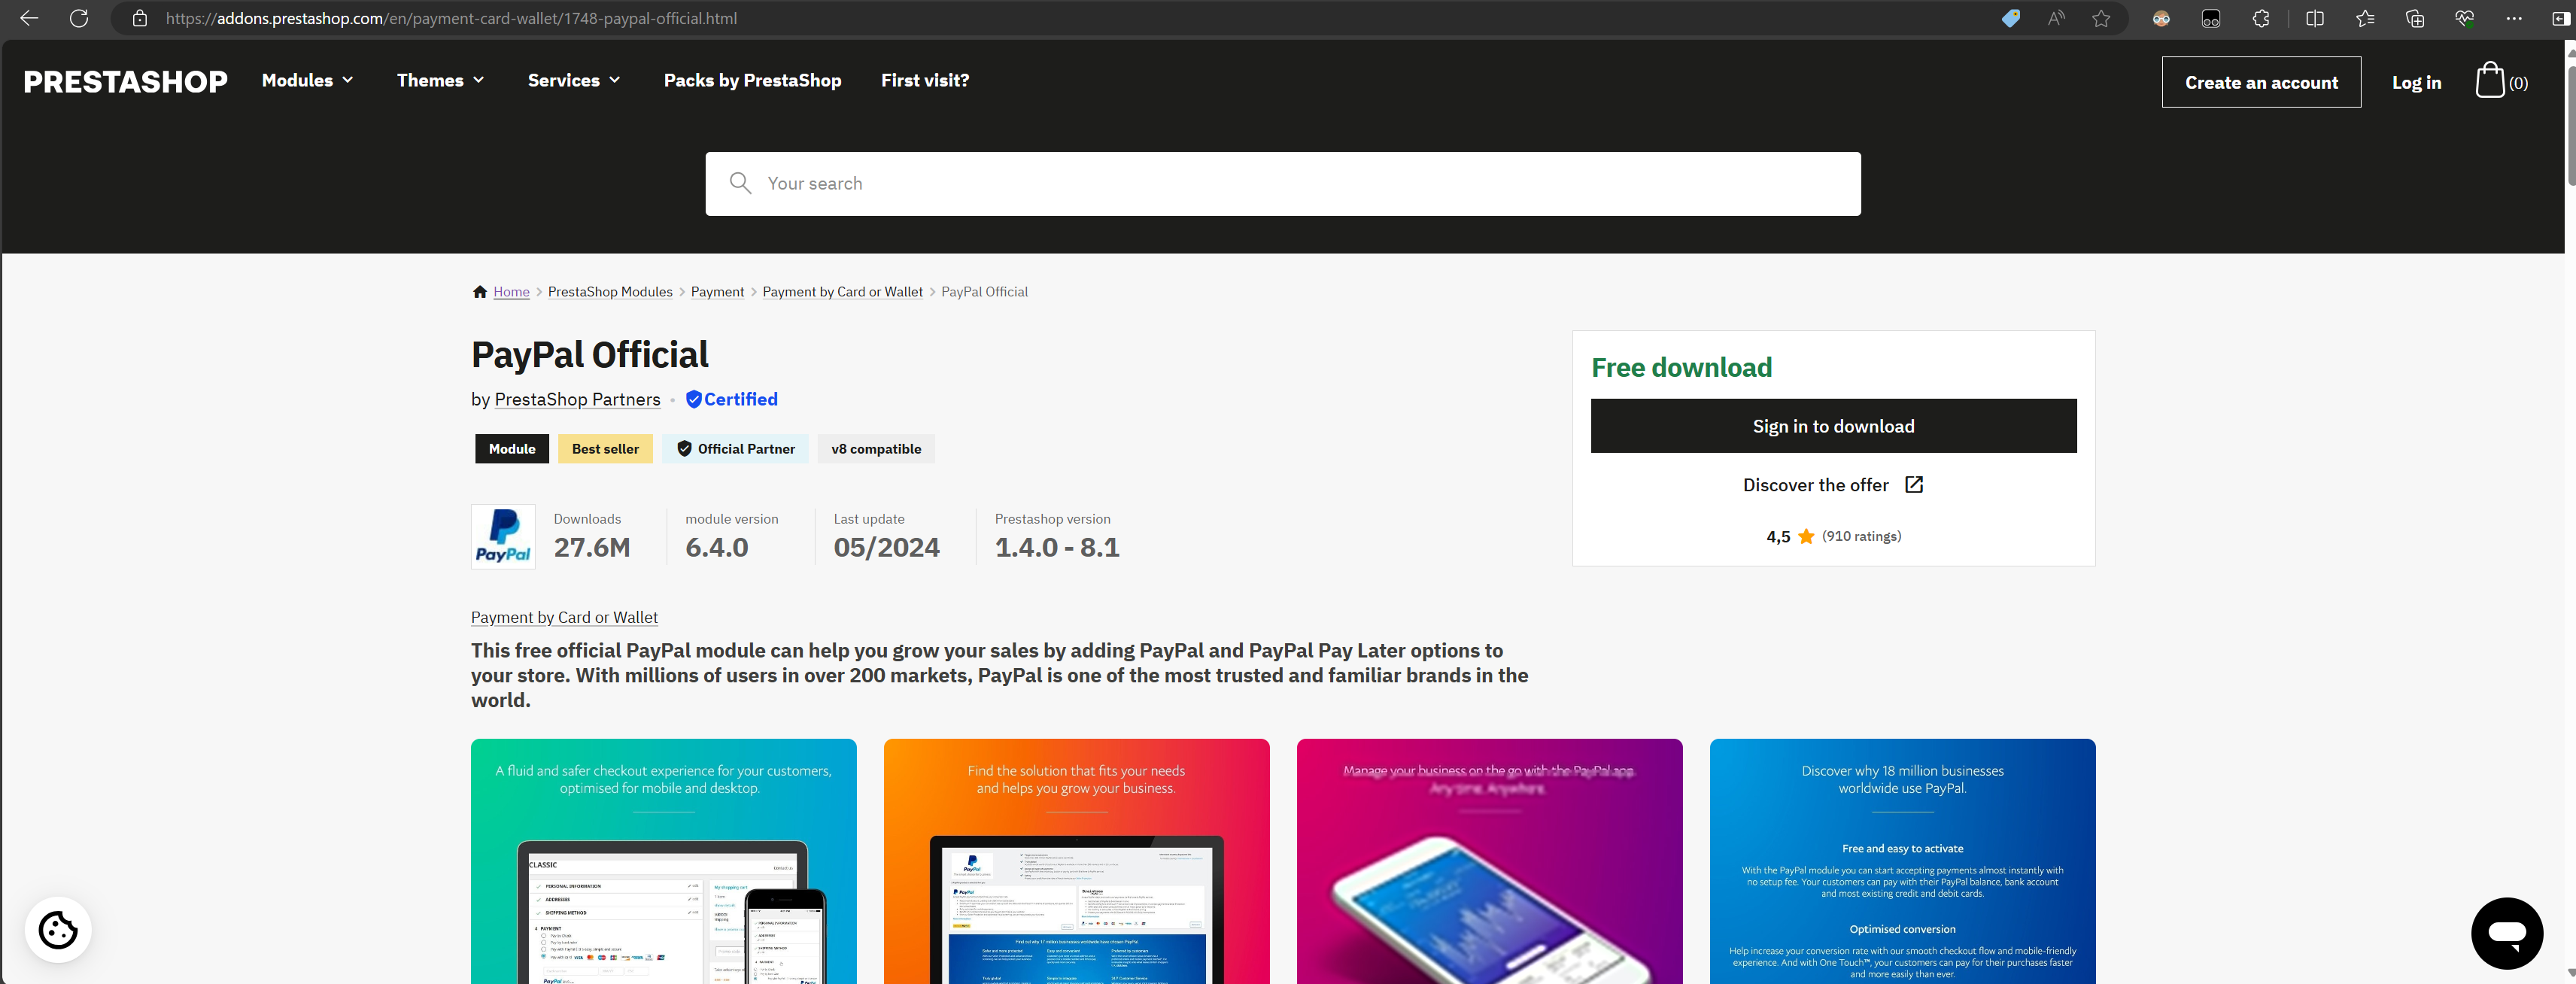 https://addons.prestashop.com/en/payment-card-wallet/1748-paypal-official.html
PRESTASHOP Modules Themes Services Packs by PrestaShop First visit? Create an account Log in (0)
Your search
Home PrestaShop Modules Payment Payment by Card or Wallet PayPal Official
PayPal Official
by PrestaShop Partners • Certified
Module Best seller Official Partner v8 compatible
Free download
Sign in to download
Discover the offer
4,5 (910 ratings)
PayPal
Downloads
27.6M
module version
6.4.0
Last update
05/2024
Prestashop version
1.4.0 - 8.1
Payment by Card or Wallet
This free official PayPal module can help you grow your sales by adding PayPal and PayPal Pay Later options to
your store. With millions of users in over 200 markets, PayPal is one of the most trusted and familiar brands in the
world.
A fluid and safer checkout experience for your customers,
optimised for mobile and desktop.
CLASSIC
Contact us
PERSONAL INFORMATION
ADDRESSES
SHIPPING METHOD
4 PAYMENT
PayPal
Find the solution that fits your needs
and helps you grow your business.
PayPal
Manage your business on the go with the PayPal app.
Anytime. Anywhere.
Discover why 18 million businesses
worldwide use PayPal.
Free and easy to activate
With the PayPal module you can start accepting payments almost instantly with
no setup fee. Your customers can pay with their PayPal balance, bank account
and most existing credit and debit cards.
Optimised conversion
Help increase your conversion rate with our smooth checkout flow and mobile-friendly
experience. And with One Touch™, your customers can pay for their purchases faster
and more easily than ever.